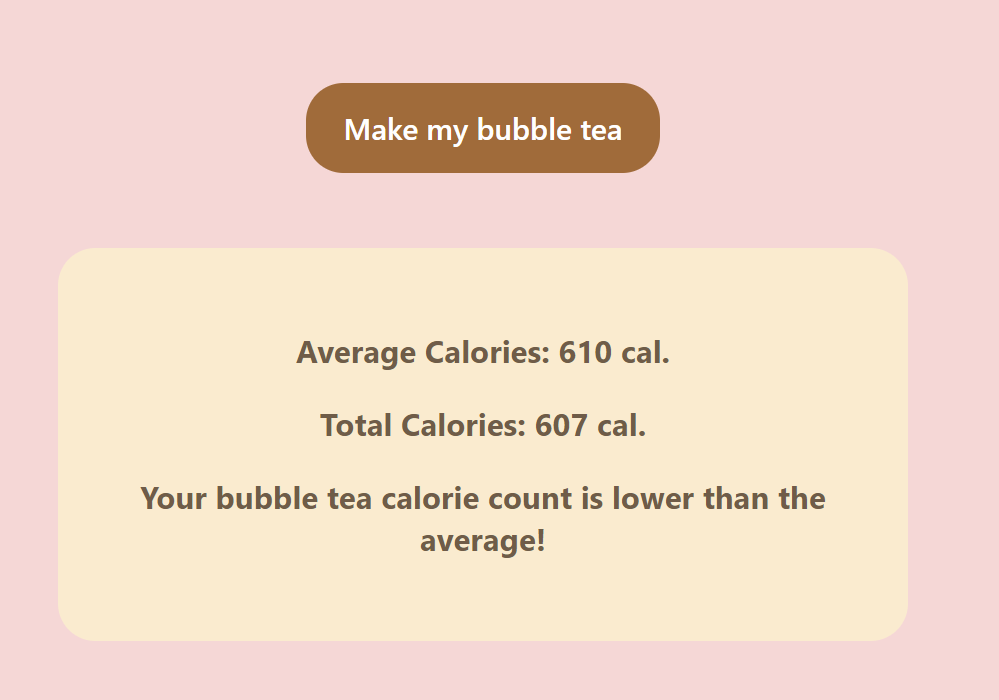 Make my bubble tea
Average Calories: 610 cal.
Total Calories: 607 cal.
Your bubble tea calorie count is lower than the
average!